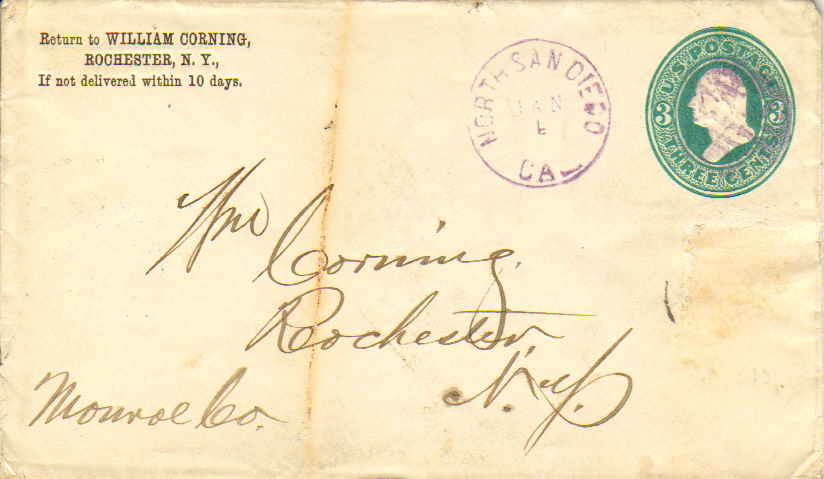 Return to WILLIAM CORNING,
ROCHESTER, N. Y.,
If not delivered within 10 days.
NORTH SAN DIEGO
JAN
CAL
U.S. POSTAGE
3 3
THREE CENTS
Wm Corning.
Rochester
N.Y.
Monroe Co.